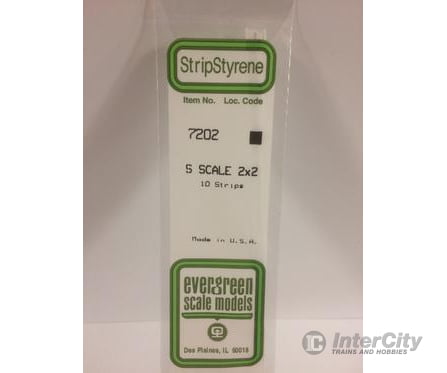 StripStyrene
Item No. Loc. Code
7202
S SCALE 2x2
10 Strips
Made in U.S.A.
evergreen
scale models
Des Plaines, IL 60018
IC InterCity
TRAINS AND HOBBIES